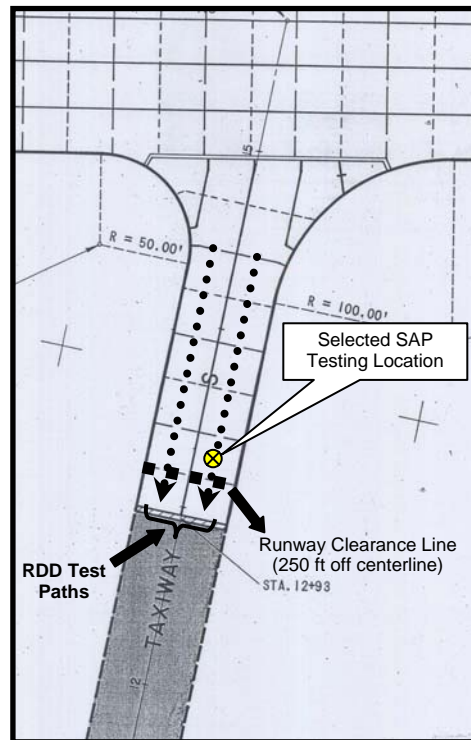 15
R = 50.00'
R = 100.00'
Selected SAP
Testing Location
S
Runway Clearance Line
(250 ft off centerline)
RDD Test
Paths
STA. 12+93
TAXIWAY
12